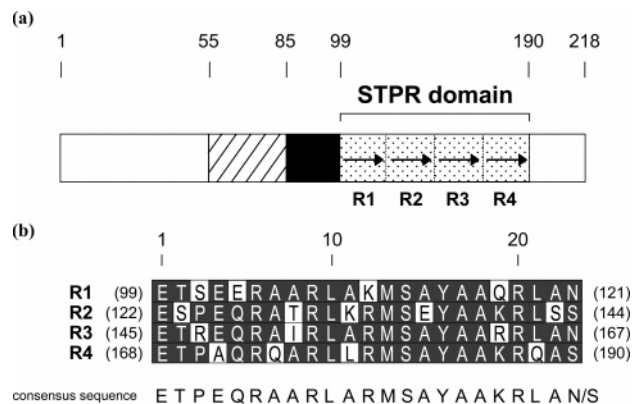 (a)
1 55 85 99 190 218
STPR domain
R1 R2 R3 R4
(b)
1 10 20
R1 (99) E T S E E R A A R L A K M S A Y A A Q R L A N (121)
R2 (122) E S P E Q R A T R L K R M S E Y A A K R L S S (144)
R3 (145) E T R E Q R A I R L A R M S A Y A A R R L A N (167)
R4 (168) E T P A Q R Q A R L L R M S A Y A A K R Q A S (190)
consensus sequence E T P E Q R A A R L A R M S A Y A A K R L A N/S